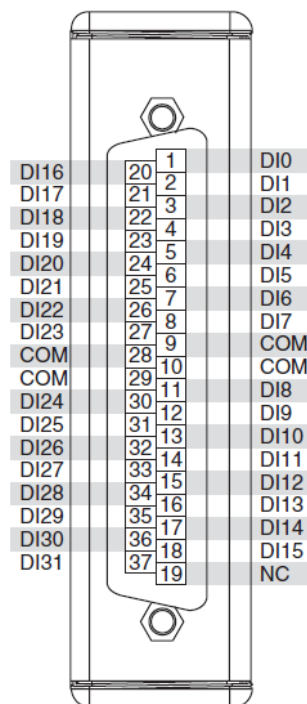 1 DI0
DI16 20
2 DI1
DI17 21
3 DI2
DI18 22
4 DI3
DI19 23
5 DI4
DI20 24
6 DI5
DI21 25
7 DI6
DI22 26
8 DI7
DI23 27
9 COM
COM 28
10 COM
COM 29
11 DI8
DI24 30
12 DI9
DI25 31
13 DI10
DI26 32
14 DI11
DI27 33
15 DI12
DI28 34
16 DI13
DI29 35
17 DI14
DI30 36
18 DI15
DI31 37
19 NC